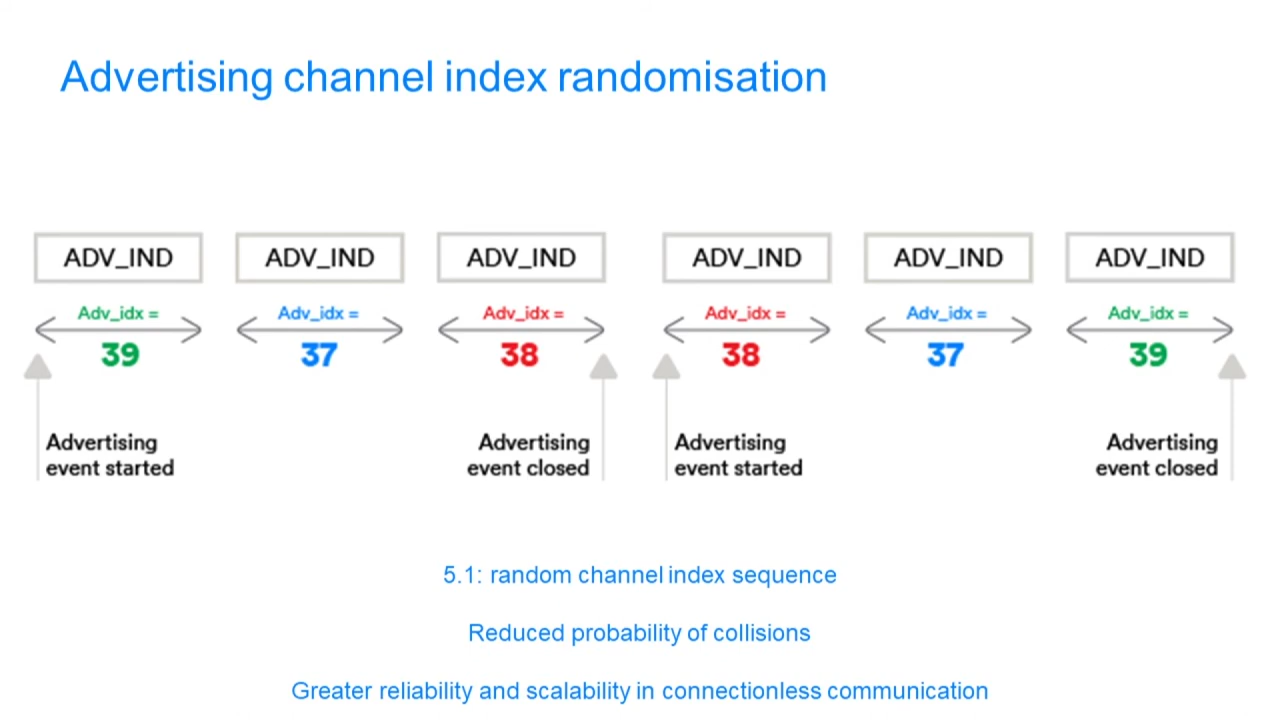 Advertising channel index randomisation
ADV_IND ADV_IND ADV_IND ADV_IND ADV_IND ADV_IND
Adv_idx = Adv_idx = Adv_idx = Adv_idx = Adv_idx = Adv_idx =
39 37 38 38 37 39
Advertising Advertising Advertising Advertising
event started event closed event started event closed
5.1: random channel index sequence
Reduced probability of collisions
Greater reliability and scalability in connectionless communication